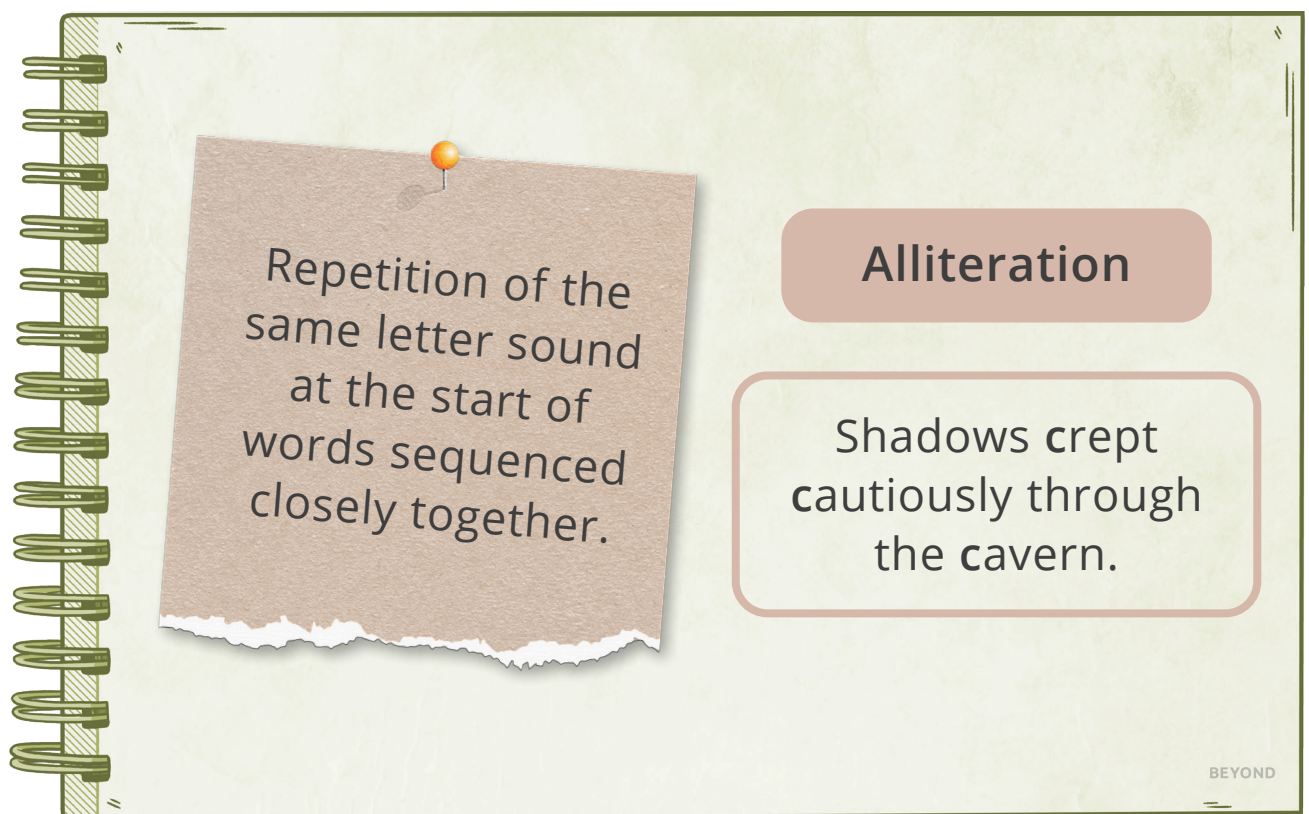 Repetition of the
same letter sound
at the start of
words sequenced
closely together.
Alliteration
Shadows crept
cautiously through
the cavern.
BEYOND